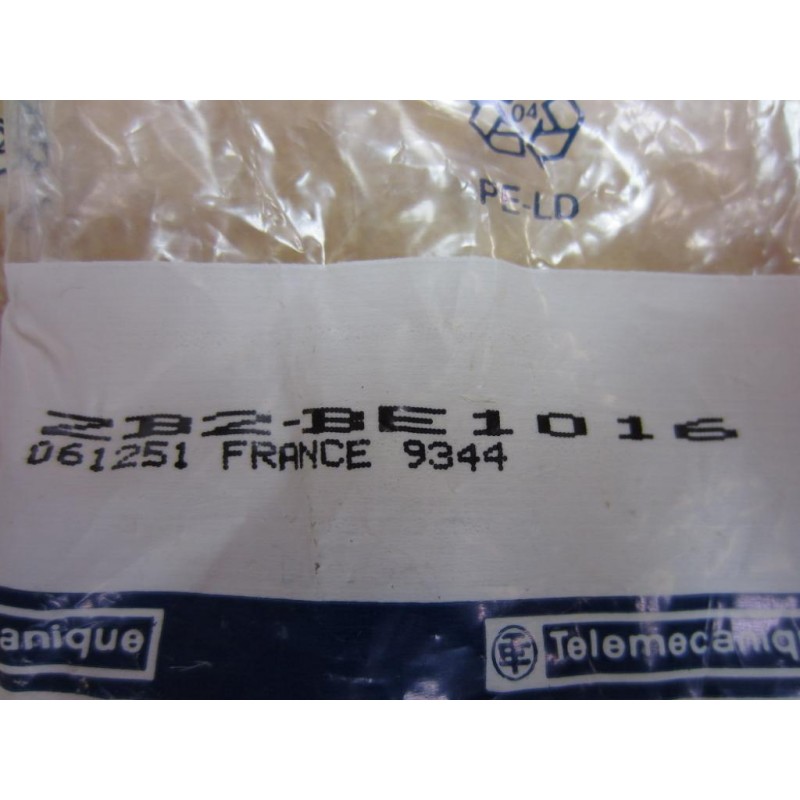 04
PE-LD
ZB2-BE1016
061251 FRANCE 9344
anique
Telemecaniq